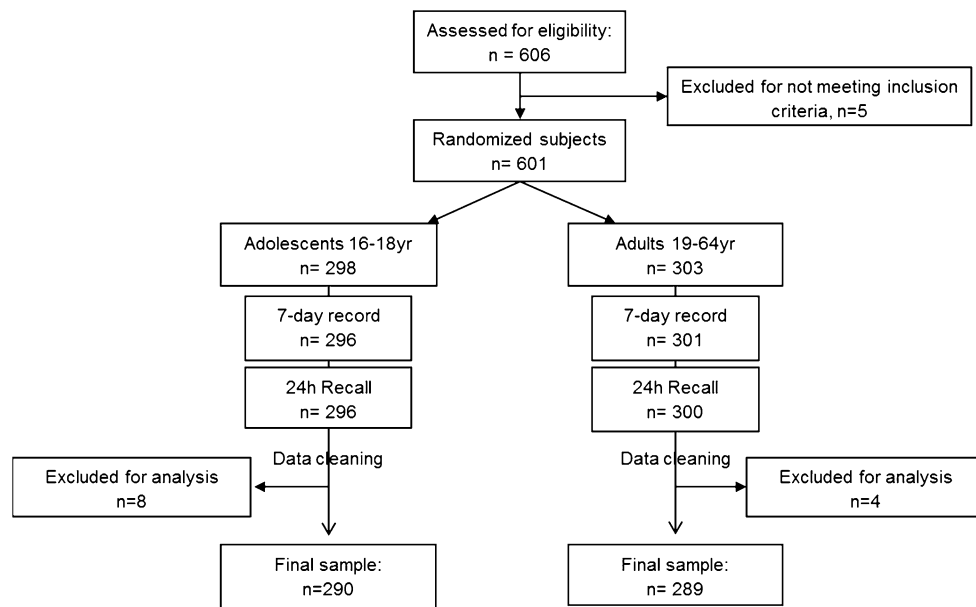 Assessed for eligibility:
n = 606
Excluded for not meeting inclusion
criteria, n=5
Randomized subjects
n= 601
Adolescents 16-18yr
n= 298
Adults 19-64yr
n= 303
7-day record
n= 296
7-day record
n= 301
24h Recall
n= 296
24h Recall
n= 300
Data cleaning
Data cleaning
Excluded for analysis
n=8
Excluded for analysis
n=4
Final sample:
n=290
Final sample:
n= 289